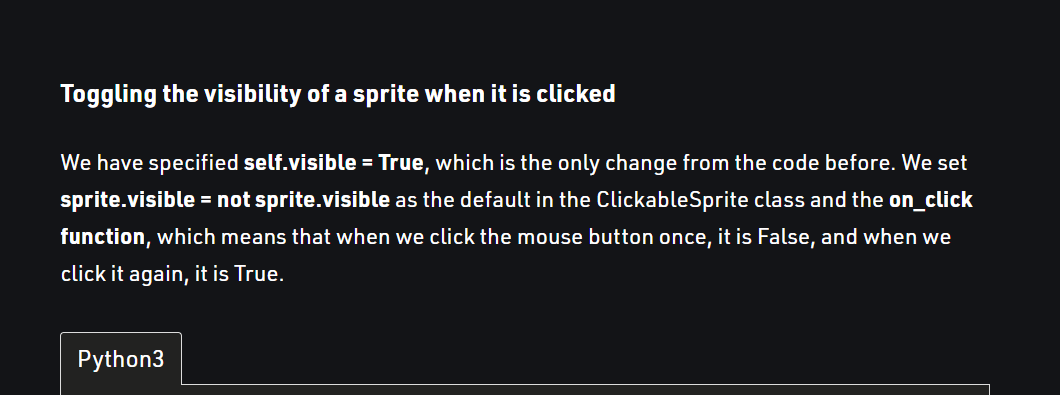 Toggling the visibility of a sprite when it is clicked
We have specified self.visible = True, which is the only change from the code before. We set
sprite.visible = not sprite.visible as the default in the ClickableSprite class and the on_click
function, which means that when we click the mouse button once, it is False, and when we
click it again, it is True.
Python3